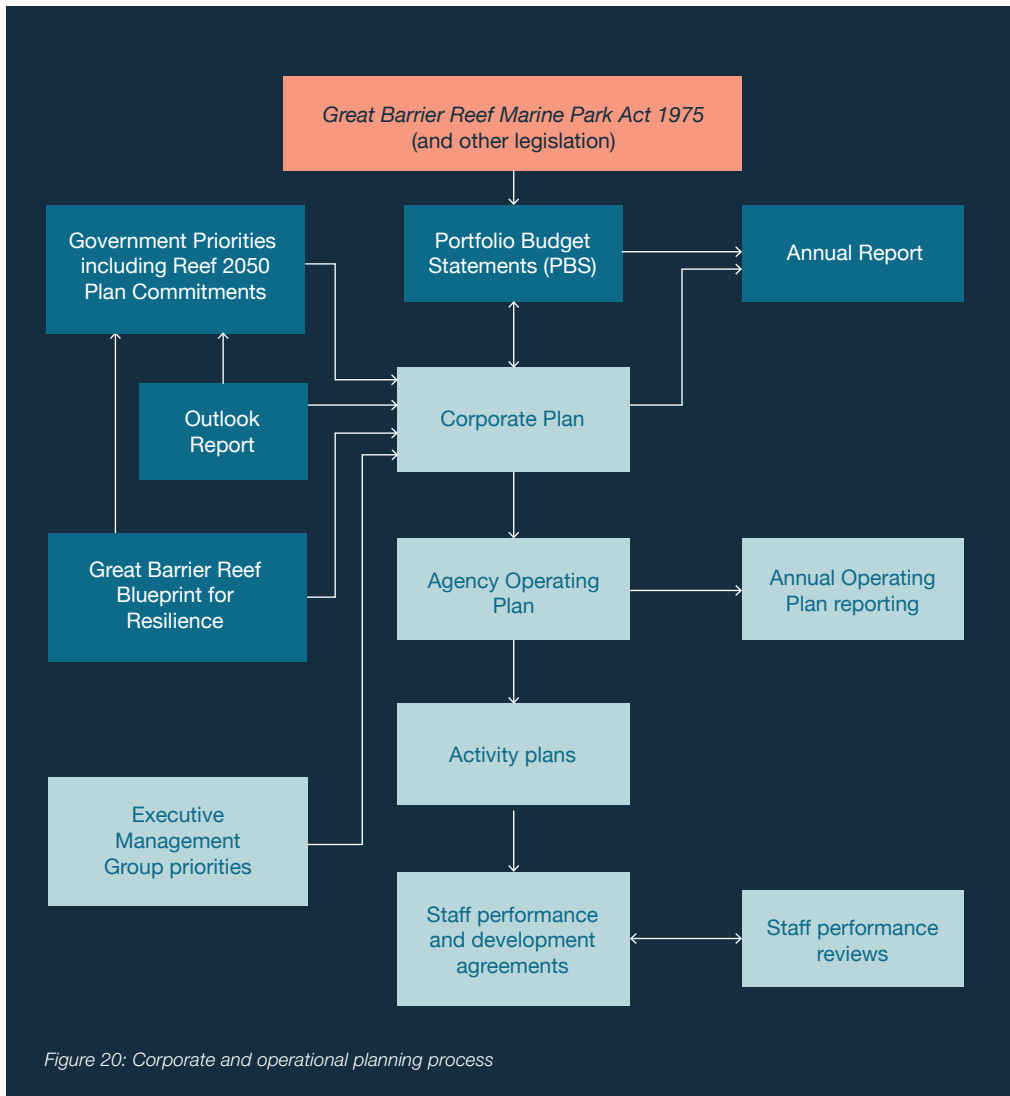 Great Barrier Reef Marine Park Act 1975
(and other legislation)
Government Priorities
including Reef 2050
Plan Commitments
Portfolio Budget
Statements (PBS)
Annual Report
Outlook
Report
Corporate Plan
Great Barrier Reef
Blueprint for
Resilience
Agency Operating
Plan
Annual Operating
Plan reporting
Activity plans
Executive
Management
Group priorities
Staff performance
and development
agreements
Staff performance
reviews
Figure 20: Corporate and operational planning process